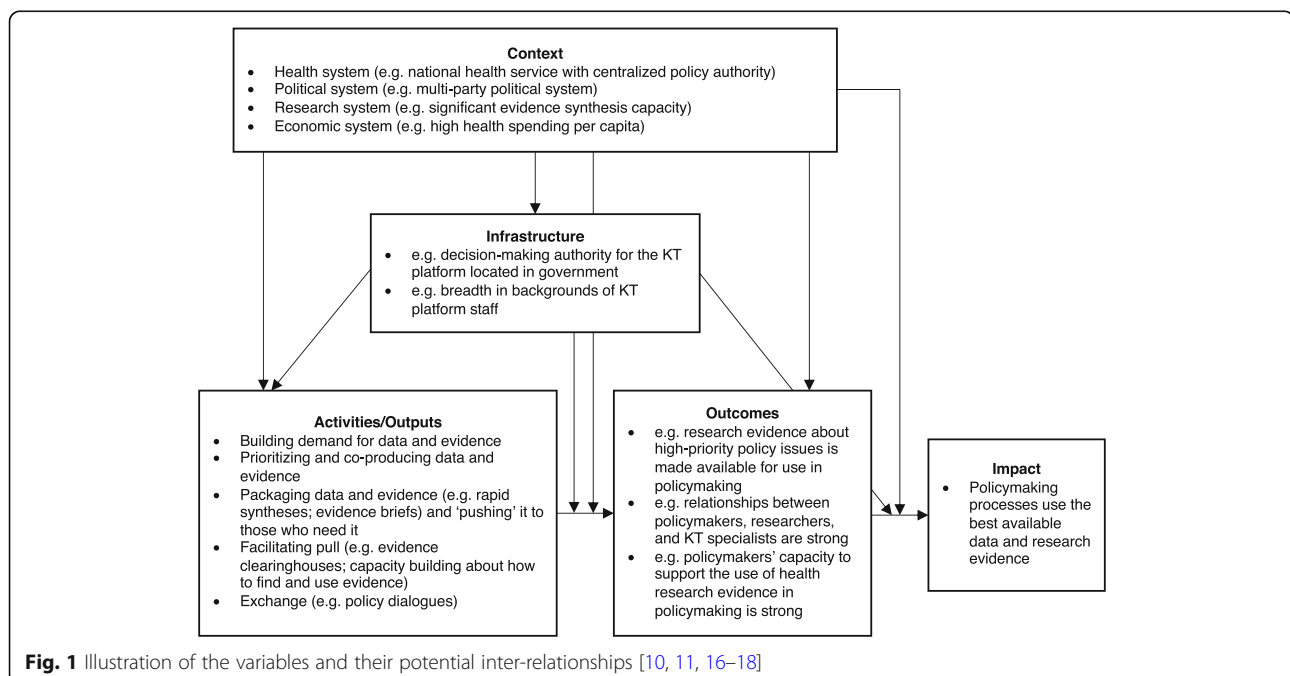 Context
• Health system (e.g. national health service with centralized policy authority)
• Political system (e.g. multi-party political system)
• Research system (e.g. significant evidence synthesis capacity)
• Economic system (e.g. high health spending per capita)
Infrastructure
• e.g. decision-making authority for the KT
platform located in government
• e.g. breadth in backgrounds of KT
platform staff
Activities/Outputs
• Building demand for data and evidence
• Prioritizing and co-producing data and
evidence
• Packaging data and evidence (e.g. rapid
syntheses; evidence briefs) and ‘pushing’ it to
those who need it
• Facilitating pull (e.g. evidence
clearinghouses; capacity building about how
to find and use evidence)
• Exchange (e.g. policy dialogues)
Outcomes
• e.g. research evidence about
high-priority policy issues is
made available for use in
policymaking
• e.g. relationships between
policymakers, researchers,
and KT specialists are strong
• e.g. policymakers’ capacity to
support the use of health
research evidence in
policymaking is strong
Impact
• Policymaking
processes use the
best available
data and research
evidence
Fig. 1 Illustration of the variables and their potential inter-relationships [10, 11, 16–18]